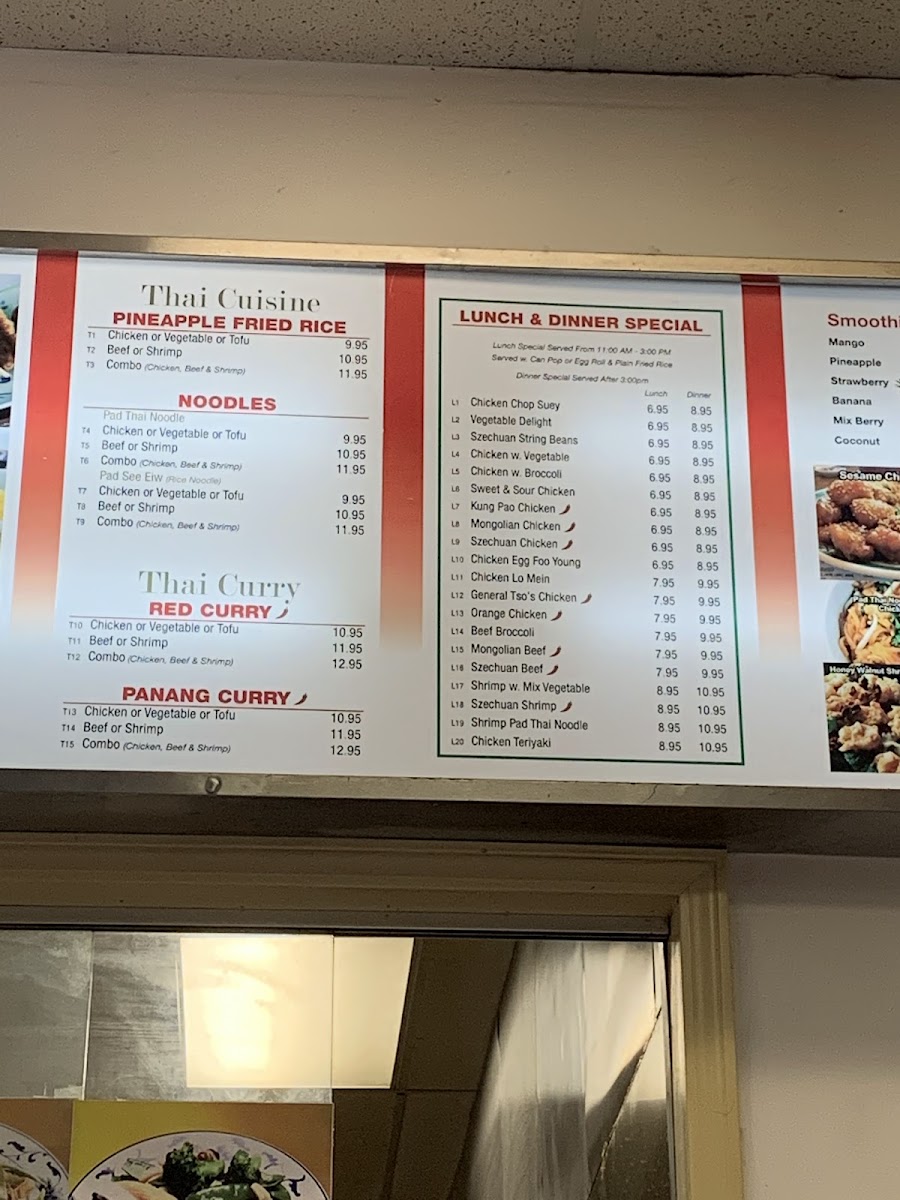 Thai Cuisine
PINEAPPLE FRIED RICE
T1 Chicken or Vegetable or Tofu 9.95
T2 Beef or Shrimp 10.95
T3 Combo (Chicken, Beef & Shrimp) 11.95
NOODLES
Pad Thai Noodle
T4 Chicken or Vegetable or Tofu 9.95
T5 Beef or Shrimp 10.95
T6 Combo (Chicken, Beef & Shrimp) 11.95
Pad See Eiw (Rice Noodle)
T7 Chicken or Vegetable or Tofu 9.95
T8 Beef or Shrimp 10.95
T9 Combo (Chicken, Beef & Shrimp) 11.95
Thai Curry
RED CURRY
T10 Chicken or Vegetable or Tofu 10.95
T11 Beef or Shrimp 11.95
T12 Combo (Chicken, Beef & Shrimp) 12.95
PANANG CURRY
T13 Chicken or Vegetable or Tofu 10.95
T14 Beef or Shrimp 11.95
T15 Combo (Chicken, Beef & Shrimp) 12.95
LUNCH & DINNER SPECIAL
Lunch Special Served From 11:00 AM - 3:00 PM
Served w. Can Pop or Egg Roll & Plain Fried Rice
Dinner Special Served After 3:00pm
Lunch Dinner
L1 Chicken Chop Suey 6.95 8.95
L2 Vegetable Delight 6.95 8.95
L3 Szechuan String Beans 6.95 8.95
L4 Chicken w. Vegetable 6.95 8.95
L5 Chicken w. Broccoli 6.95 8.95
L6 Sweet & Sour Chicken 6.95 8.95
L7 Kung Pao Chicken 6.95 8.95
L8 Mongolian Chicken 6.95 8.95
L9 Szechuan Chicken 6.95 8.95
L10 Chicken Egg Foo Young 6.95 8.95
L11 Chicken Lo Mein 7.95 9.95
L12 General Tso's Chicken 7.95 9.95
L13 Orange Chicken 7.95 9.95
L14 Beef Broccoli 7.95 9.95
L15 Mongolian Beef 7.95 9.95
L16 Szechuan Beef 7.95 9.95
L17 Shrimp w. Mix Vegetable 8.95 10.95
L18 Szechuan Shrimp 8.95 10.95
L19 Shrimp Pad Thai Noodle 8.95 10.95
L20 Chicken Teriyaki 8.95 10.95
Smoothi
Mango
Pineapple
Strawberry
Banana
Mix Berry
Coconut
Sesame Ch
Pad Thai No
Chick
Honey Walnut Shr